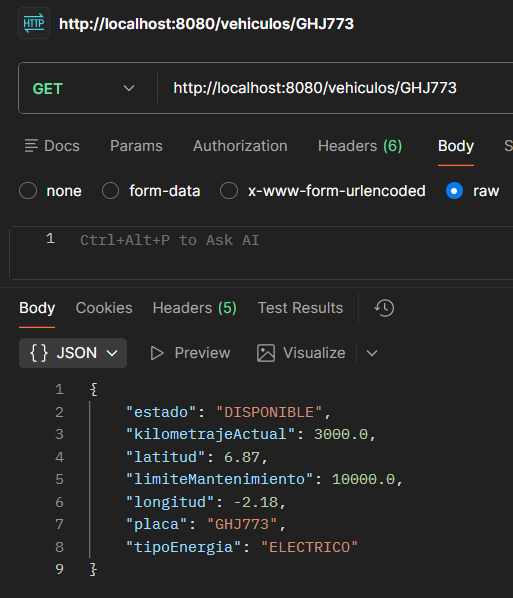 HTTP http://localhost:8080/vehiculos/GHJ773
GET http://localhost:8080/vehiculos/GHJ773
Docs Params Authorization Headers (6) Body S
none form-data x-www-form-urlencoded raw
1 Ctrl+Alt+P to Ask AI
Body Cookies Headers (5) Test Results
{} JSON Preview Visualize
1 {
2 "estado": "DISPONIBLE",
3 "kilometrajeActual": 3000.0,
4 "latitud": 6.87,
5 "limiteMantenimiento": 10000.0,
6 "longitud": -2.18,
7 "placa": "GHJ773",
8 "tipoEnergia": "ELECTRICO"
9 }